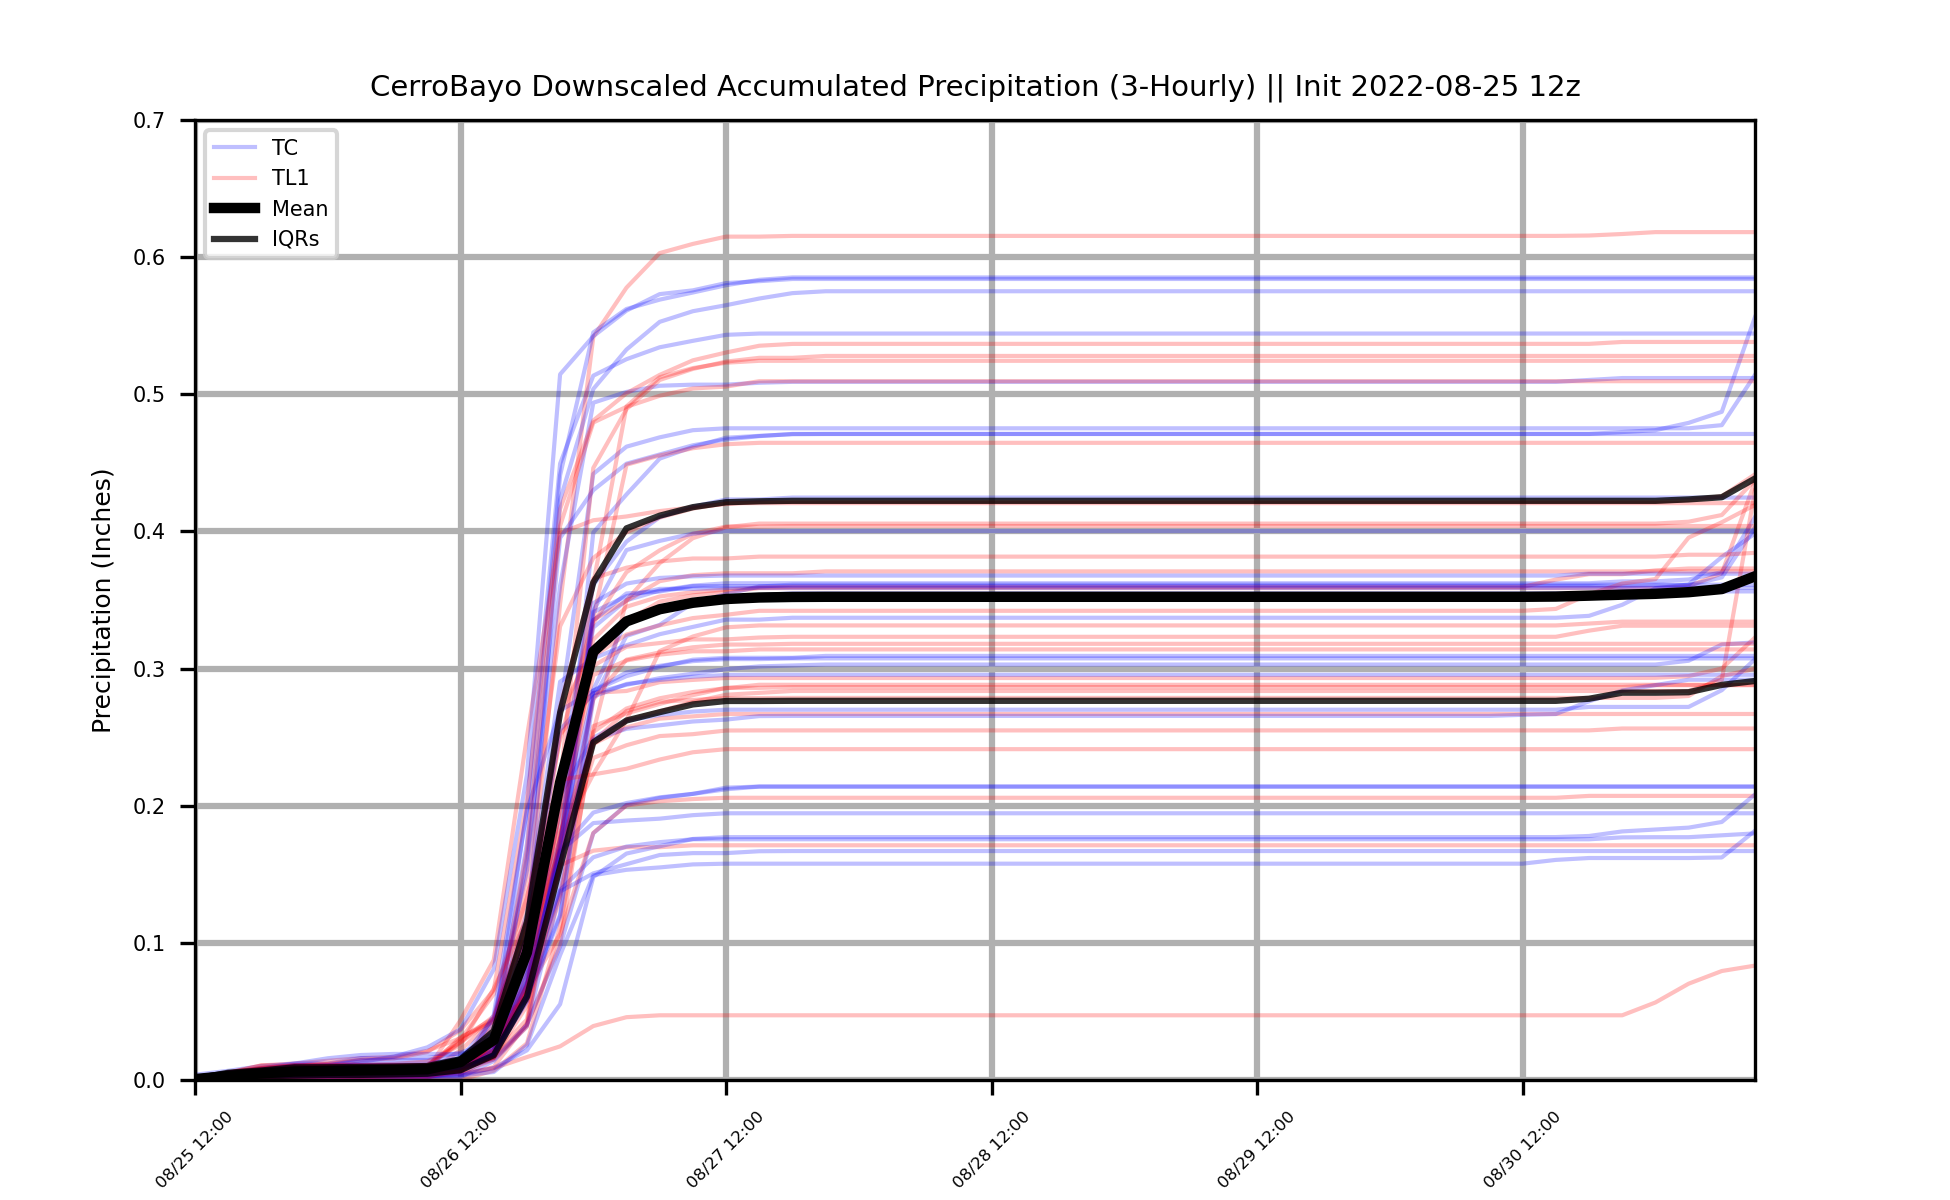 CerroBayo Downscaled Accumulated Precipitation (3-Hourly) || Init 2022-08-25 12z
TC
TL1
Mean
IQRs
Precipitation (Inches)
0.7
0.6
0.5
0.4
0.3
0.2
0.1
0.0
08/25 12:00
08/26 12:00
08/27 12:00
08/28 12:00
08/29 12:00
08/30 12:00